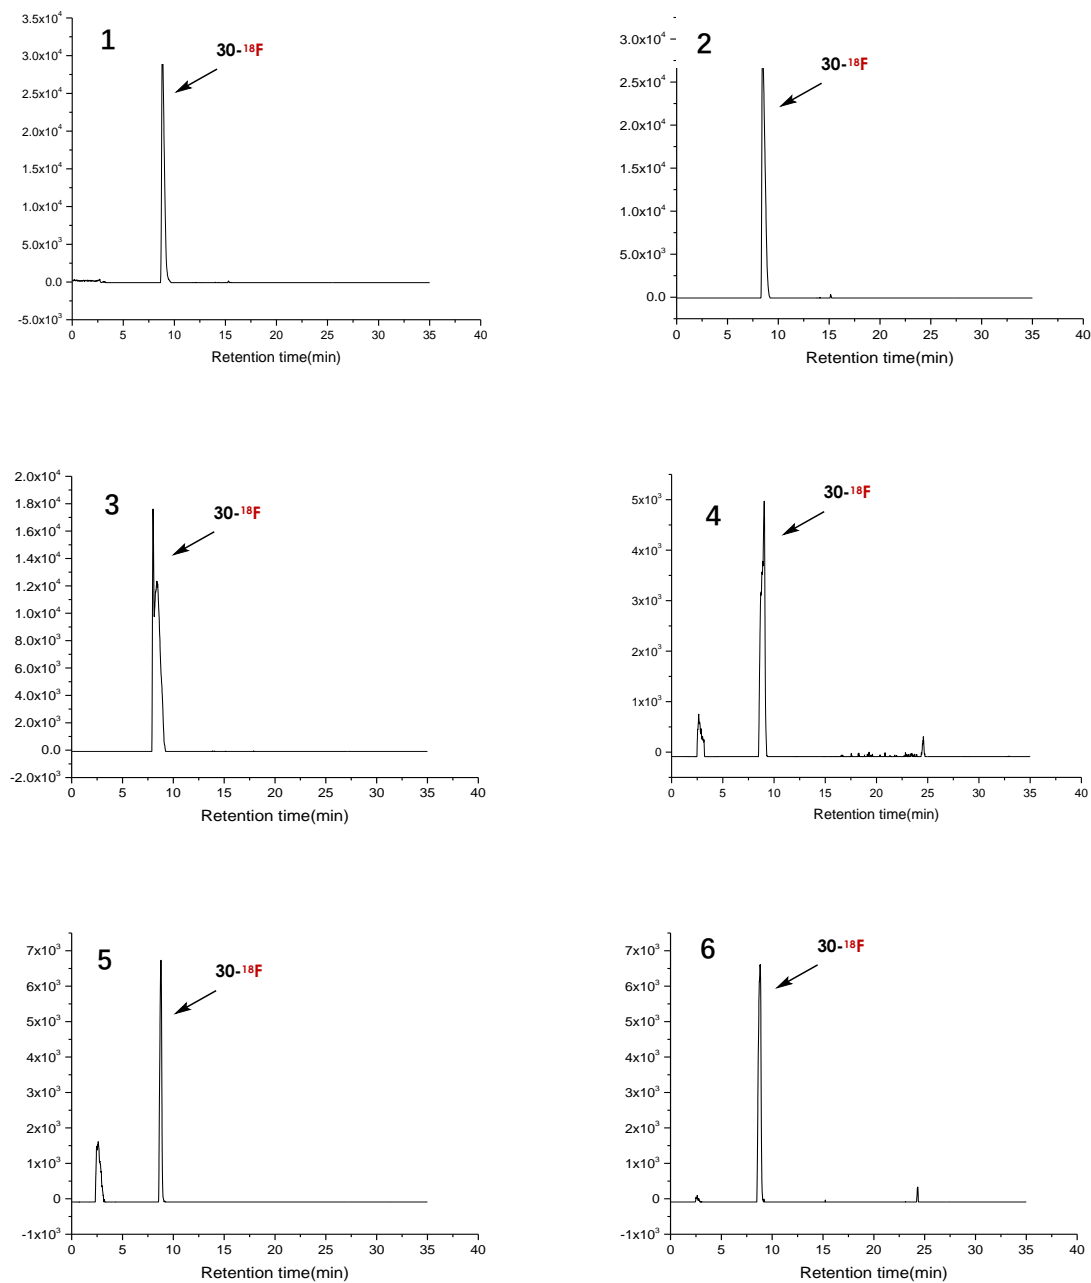 1
30-¹⁸F
3.5x10⁴
3.0x10⁴
2.5x10⁴
2.0x10⁴
1.5x10⁴
1.0x10⁴
5.0x10³
0.0
-5.0x10³
0 5 10 15 20 25 30 35 40
Retention time(min)
2
30-¹⁸F
3.0x10⁴
2.5x10⁴
2.0x10⁴
1.5x10⁴
1.0x10⁴
5.0x10³
0.0
0 5 10 15 20 25 30 35 40
Retention time(min)
3
30-¹⁸F
2.0x10⁴
1.8x10⁴
1.6x10⁴
1.4x10⁴
1.2x10⁴
1.0x10⁴
8.0x10³
6.0x10³
4.0x10³
2.0x10³
0.0
-2.0x10³
0 5 10 15 20 25 30 35 40
Retention time(min)
4
30-¹⁸F
5x10³
4x10³
3x10³
2x10³
1x10³
0
0 5 10 15 20 25 30 35 40
Retention time(min)
5
30-¹⁸F
7x10³
6x10³
5x10³
4x10³
3x10³
2x10³
1x10³
0
-1x10³
0 5 10 15 20 25 30 35 40
Retention time(min)
6
30-¹⁸F
7x10³
6x10³
5x10³
4x10³
3x10³
2x10³
1x10³
0
-1x10³
0 5 10 15 20 25 30 35 40
Retention time(min)